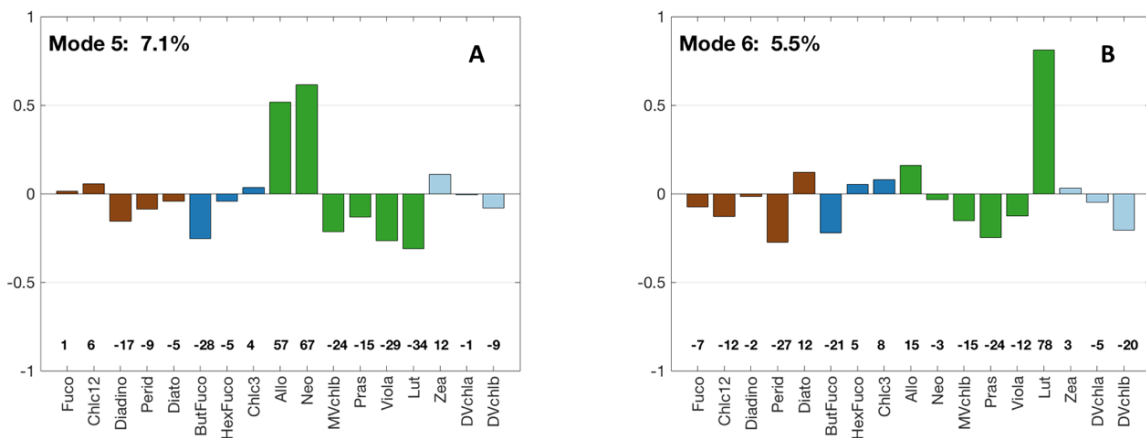 1
Mode 5: 7.1%
A
0.5
0
-0.5
-1
1 6 -17 -9 -5 -28 -5 4 57 67 -24 -15 -29 -34 12 -1 -9
Fuco
Chlc12
Diadino
Perid
Diato
ButFuco
HexFuco
Chlc3
Allo
Neo
MVchlb
Pras
Viola
Lut
Zea
DVchla
DVchlb
1
Mode 6: 5.5%
B
0.5
0
-0.5
-1
-7 -12 -2 -27 12 -21 5 8 15 -3 -15 -24 -12 78 3 -5 -20
Fuco
Chlc12
Diadino
Perid
Diato
ButFuco
HexFuco
Chlc3
Allo
Neo
MVchlb
Pras
Viola
Lut
Zea
DVchla
DVchlb